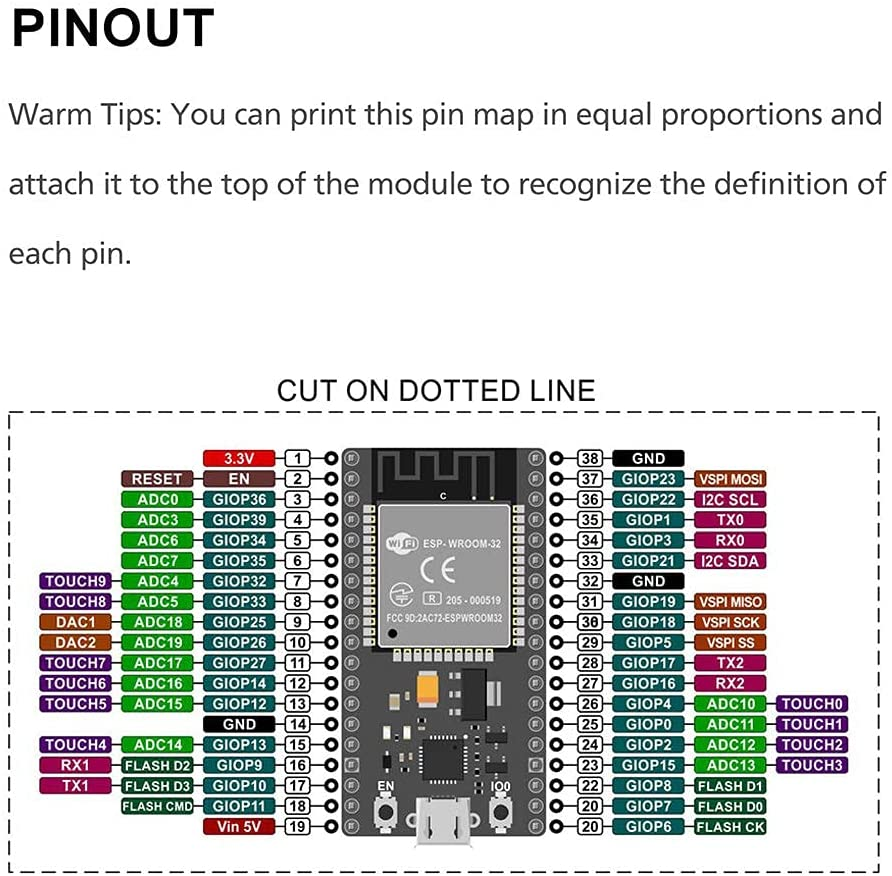 PINOUT
Warm Tips: You can print this pin map in equal proportions and
attach it to the top of the module to recognize the definition of
each pin.
CUT ON DOTTED LINE
3.3V 1 38 GND
RESET EN 2 37 GIOP23 VSPI MOSI
ADC0 GIOP36 3 36 GIOP22 I2C SCL
ADC3 GIOP39 4 35 GIOP1 TX0
ADC6 GIOP34 5 34 GIOP3 RX0
ADC7 GIOP35 6 33 GIOP21 I2C SDA
TOUCH9 ADC4 GIOP32 7 32 GND
TOUCH8 ADC5 GIOP33 8 31 GIOP19 VSPI MISO
DAC1 ADC18 GIOP25 9 30 GIOP18 VSPI SCK
DAC2 ADC19 GIOP26 10 29 GIOP5 VSPI SS
TOUCH7 ADC17 GIOP27 11 28 GIOP17 TX2
TOUCH6 ADC16 GIOP14 12 27 GIOP16 RX2
TOUCH5 ADC15 GIOP12 13 26 GIOP4 ADC10 TOUCH0
GND 14 25 GIOP0 ADC11 TOUCH1
TOUCH4 ADC14 GIOP13 15 24 GIOP2 ADC12 TOUCH2
RX1 FLASH D2 GIOP9 16 23 GIOP15 ADC13 TOUCH3
TX1 FLASH D3 GIOP10 17 22 GIOP8 FLASH D1
FLASH CMD GIOP11 18 20 GIOP7 FLASH D0
Vin 5V 19 20 GIOP6 FLASH CK
C
WiFi ESP-WROOM-32
CE
R 205-000519
FCC 9D:2AC72-ESPWROOM32
EN IO0